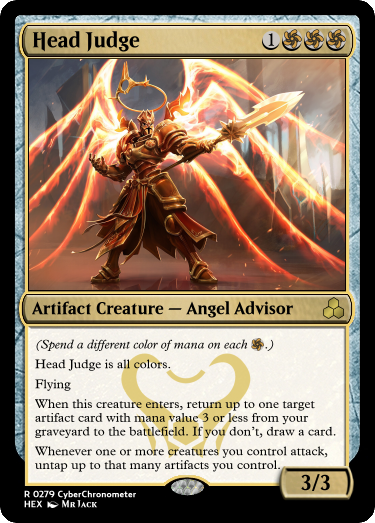 Head Judge 1
Artifact Creature — Angel Advisor
(Spend a different color of mana on each .)
Head Judge is all colors.
Flying
When this creature enters, return up to one target
artifact card with mana value 3 or less from your
graveyard to the battlefield. If you don't, draw a card.
Whenever one or more creatures you control attack,
untap up to that many artifacts you control.
3/3
R 0279 CyberChronometer
HEX Mr Jack